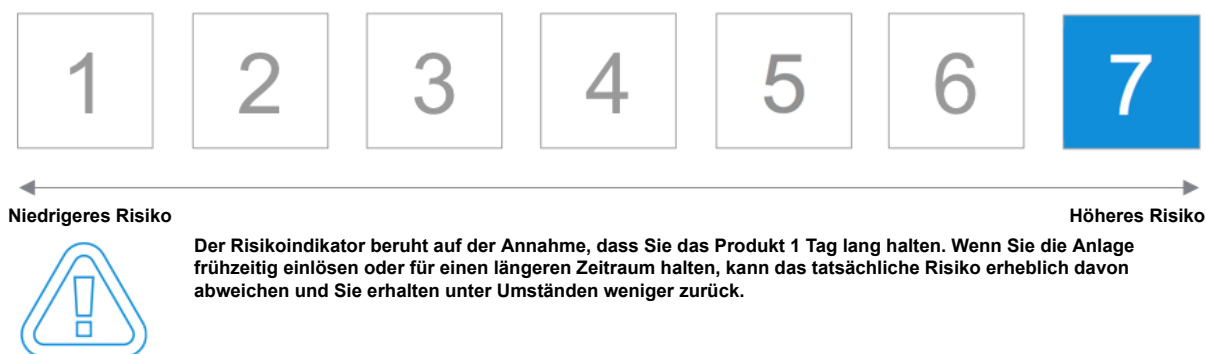 1 2 3 4 5 6 7
Niedrigeres Risiko Höheres Risiko
Der Risikoindikator beruht auf der Annahme, dass Sie das Produkt 1 Tag lang halten. Wenn Sie die Anlage
frühzeitig einlösen oder für einen längeren Zeitraum halten, kann das tatsächliche Risiko erheblich davon
abweichen und Sie erhalten unter Umständen weniger zurück.